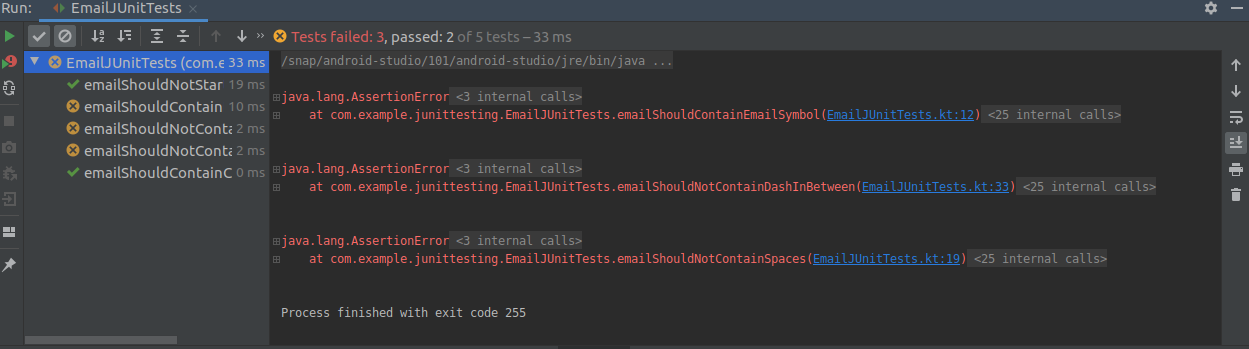 Run: EmailJUnitTests ×
Tests failed: 3, passed: 2 of 5 tests – 33 ms
EmailJUnitTests (com.e 33 ms
emailShouldNotStar 19 ms
emailShouldContain 10 ms
emailShouldNotConta 2 ms
emailShouldNotConta 2 ms
emailShouldContainC 0 ms
/snap/android-studio/101/android-studio/jre/bin/java ...
java.lang.AssertionError <3 internal calls>
at com.example.junittesting.EmailJUnitTests.emailShouldContainEmailSymbol(EmailJUnitTests.kt:12) <25 internal calls>
java.lang.AssertionError <3 internal calls>
at com.example.junittesting.EmailJUnitTests.emailShouldNotContainDashInBetween(EmailJUnitTests.kt:33) <25 internal calls>
java.lang.AssertionError <3 internal calls>
at com.example.junittesting.EmailJUnitTests.emailShouldNotContainSpaces(EmailJUnitTests.kt:19) <25 internal calls>
Process finished with exit code 255